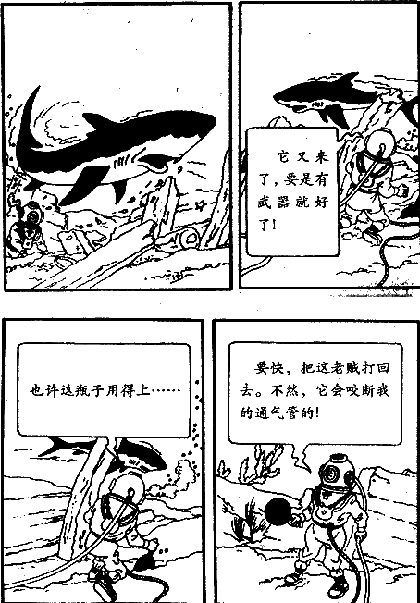 它又来
了,要是有
武器就好
了!
也许这瓶子用得上……
要快,把这老贼打回
去。不然,它会咬断我
的通气管的!